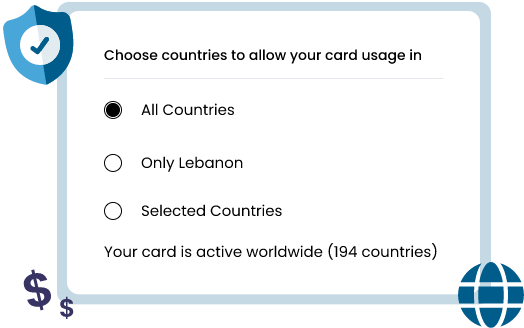 Choose countries to allow your card usage in
All Countries
Only Lebanon
Selected Countries
Your card is active worldwide (194 countries)
$
$